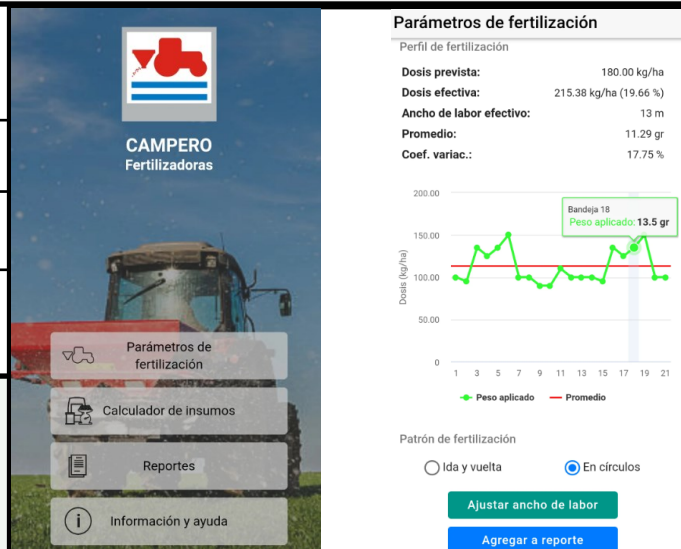 CAMPERO
Fertilizadoras
Parámetros de
fertilización
Calculador de insumos
Reportes
i
Información y ayuda
Parámetros de fertilización
Perfil de fertilización
Dosis prevista: 180.00 kg/ha
Dosis efectiva: 215.38 kg/ha (19.66 %)
Ancho de labor efectivo: 13 m
Promedio: 11.29 gr
Coef. variac.: 17.75 %
200.00
Bandeja 18
Peso aplicado: 13.5 gr
150.00
Dosis (kg/ha)
100.00
50.00
0
1 3 5 7 9 11 13 15 17 19 21
Peso aplicado Promedio
Patrón de fertilización
Ida y vuelta En círculos
Ajustar ancho de labor
Agregar a reporte